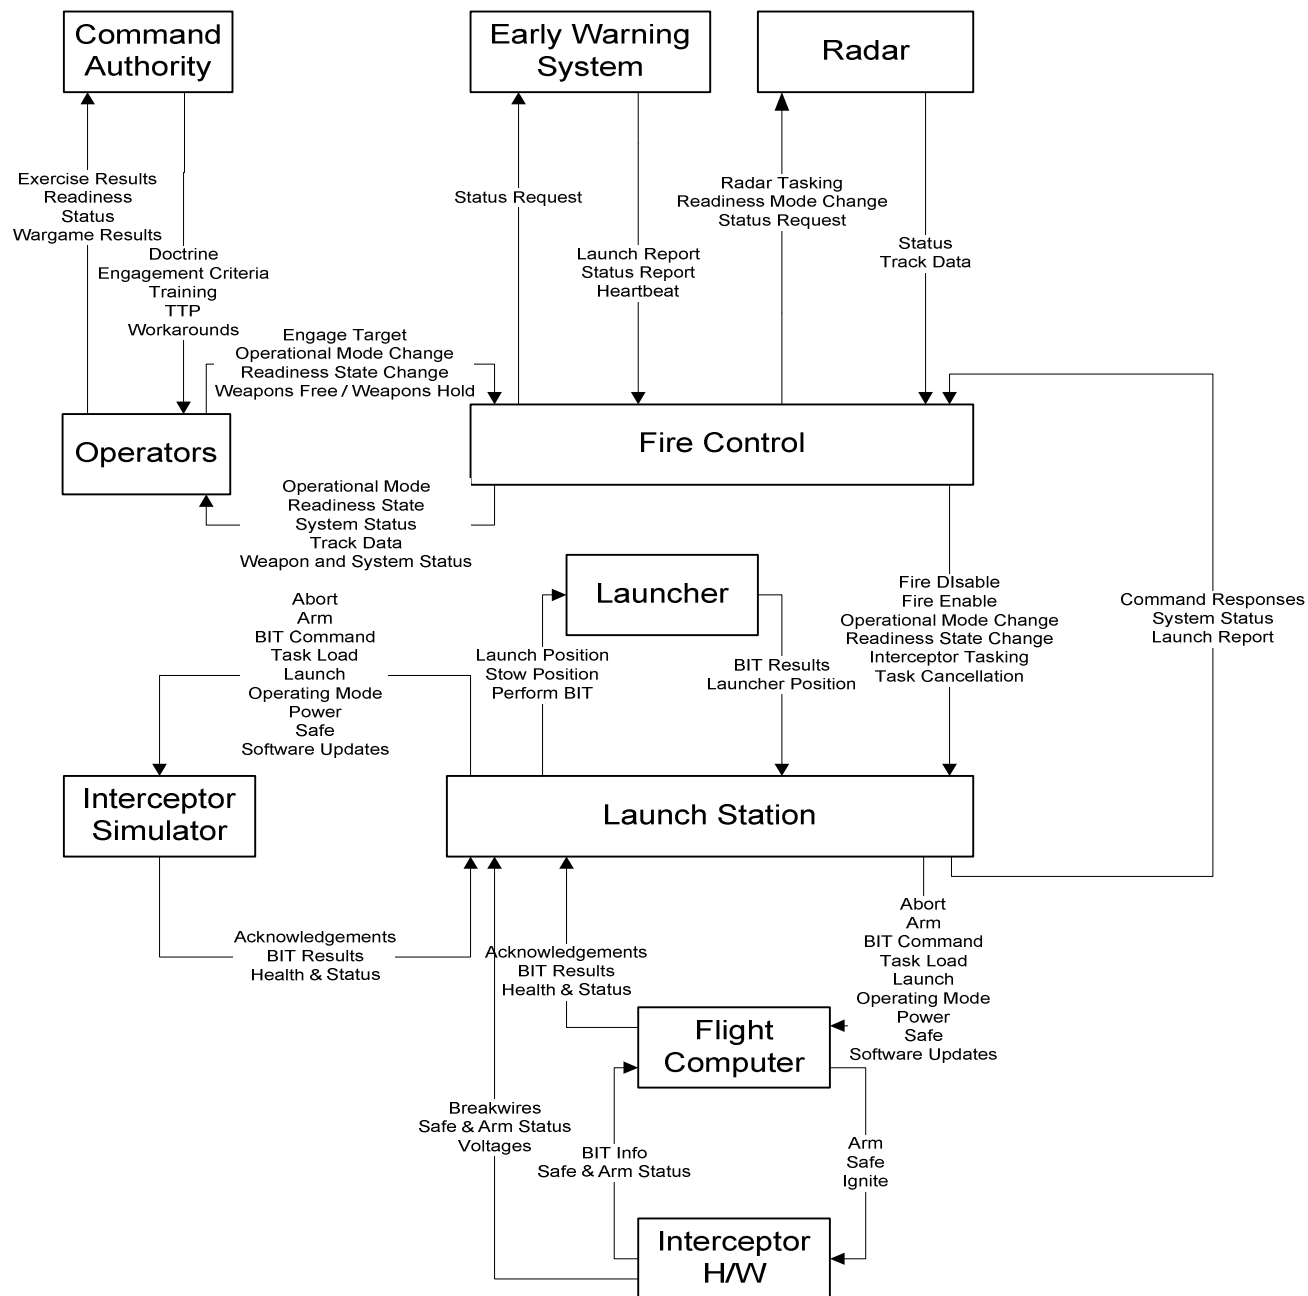 Command
Authority
Early Warning
System
Radar
Exercise Results
Readiness
Status
Wargame Results
Doctrine
Engagement Criteria
Training
TTP
Workarounds
Status Request
Launch Report
Status Report
Heartbeat
Radar Tasking
Readiness Mode Change
Status Request
Status
Track Data
Engage Target
Operational Mode Change
Readiness State Change
Weapons Free / Weapons Hold
Operators
Fire Control
Operational Mode
Readiness State
System Status
Track Data
Weapon and System Status
Launcher
Fire DIsable
Fire Enable
Operational Mode Change
Readiness State Change
Interceptor Tasking
Task Cancellation
Command Responses
System Status
Launch Report
Abort
Arm
BIT Command
Task Load
Launch
Operating Mode
Power
Safe
Software Updates
Launch Position
Stow Position
Perform BIT
BIT Results
Launcher Position
Interceptor
Simulator
Launch Station
Acknowledgements
BIT Results
Health & Status
Acknowledgements
BIT Results
Health & Status
Abort
Arm
BIT Command
Task Load
Launch
Operating Mode
Power
Safe
Software Updates
Flight
Computer
Breakwires
Safe & Arm Status
Voltages
BIT Info
Safe & Arm Status
Arm
Safe
Ignite
Interceptor
H/W